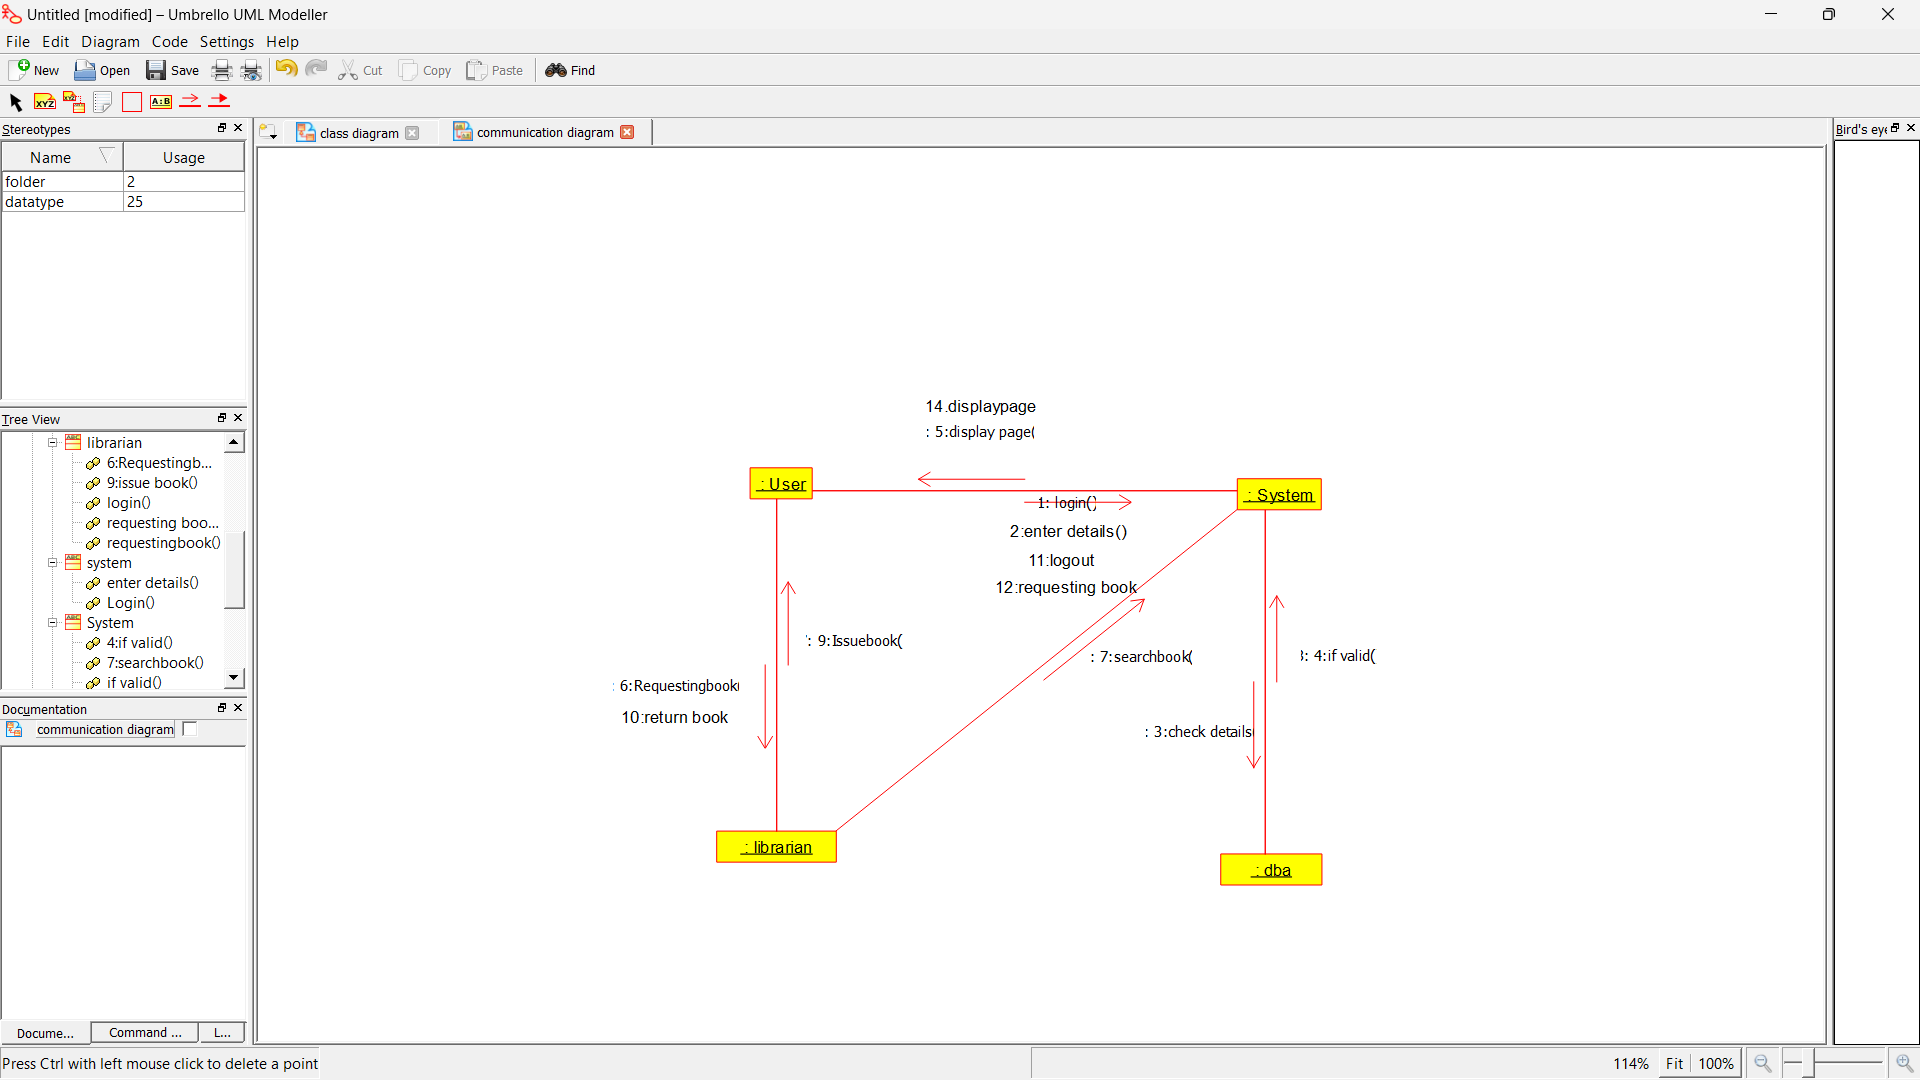 Untitled [modified] – Umbrello UML Modeller
File Edit Diagram Code Settings Help
New Open Save Cut Copy Paste Find
XYZ XYZ A:B
Stereotypes
Name Usage
folder 2
datatype 25
Tree View
librarian
6:Requestingb...
9:issue book()
login()
requesting boo...
requestingbook()
system
enter details()
Login()
System
4:if valid()
7:searchbook()
if valid()
Documentation
communication diagram
Docume... Command ... L...
class diagram communication diagram
Bird's eye
14.displaypage
: 5:display page(
: User
: System
1: login()
2:enter details()
11:logout
12:requesting book
: 9:Issuebook(
: 7:searchbook(
: 4:if valid(
: 6:Requestingbook(
10:return book
: 3:check details
: librarian
: dba
Press Ctrl with left mouse click to delete a point
114% Fit 100%